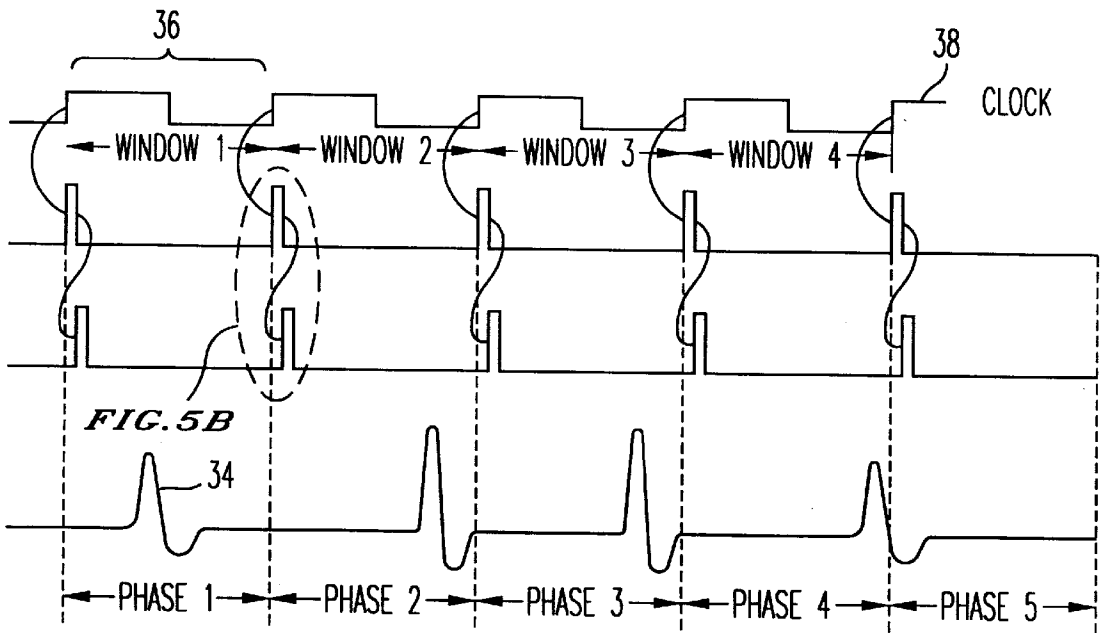 36
38
CLOCK
WINDOW 1 WINDOW 2 WINDOW 3 WINDOW 4
FIG. 5B
34
PHASE 1 PHASE 2 PHASE 3 PHASE 4 PHASE 5